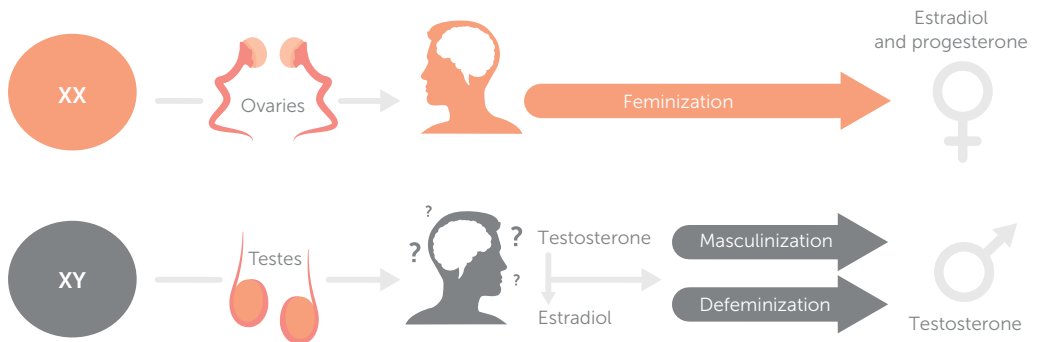 Estradiol
and progesterone
XX
Ovaries
Feminization
?
?
?
?
Testosterone
Masculinization
XY
Testes
Estradiol
Defeminization
Testosterone